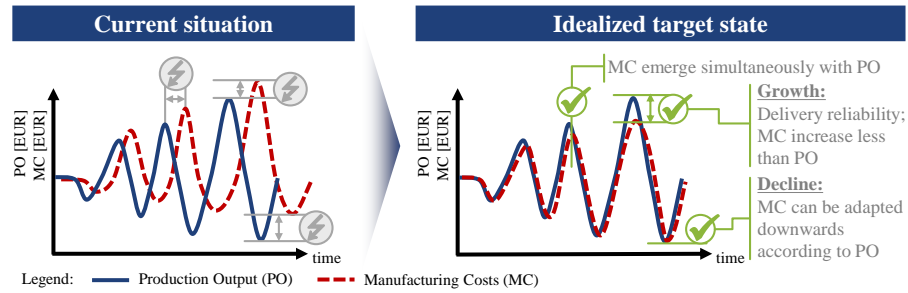 Current situation
PO [EUR]
MC [EUR]
time
Idealized target state
MC emerge simultaneously with PO
Growth:
Delivery reliability;
MC increase less
than PO
Decline:
MC can be adapted
downwards
according to PO
PO [EUR]
MC [EUR]
time
Legend:
Production Output (PO)
Manufacturing Costs (MC)